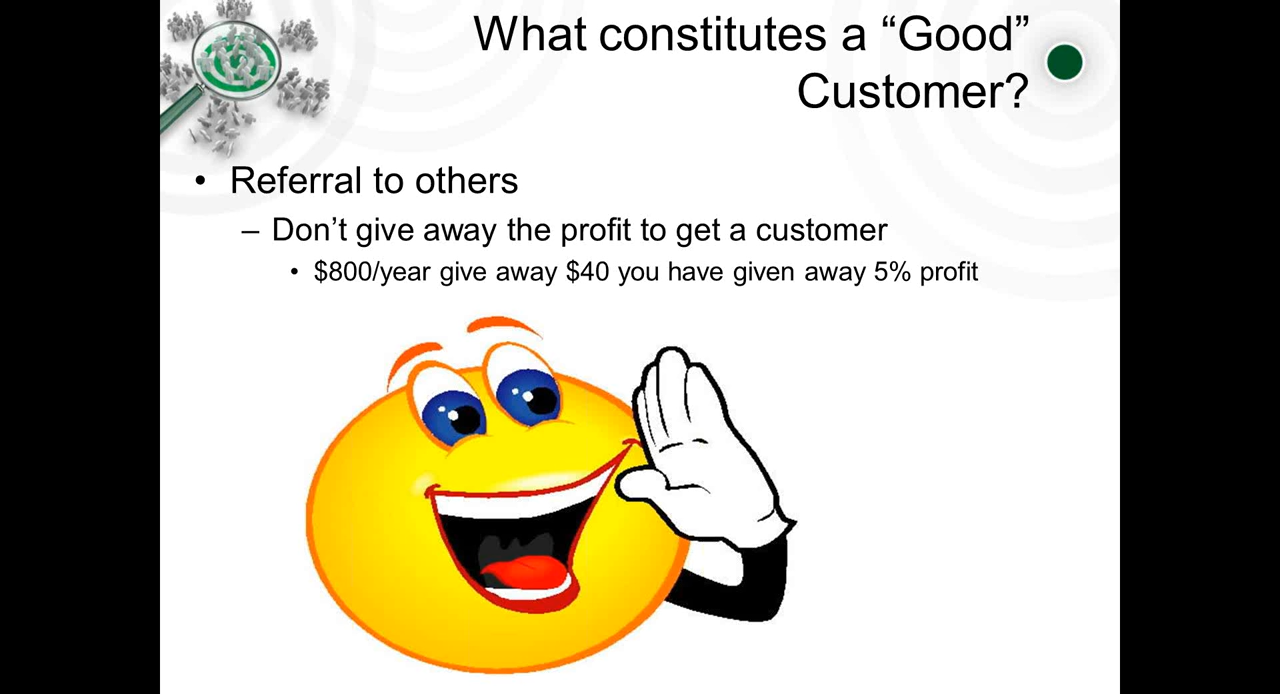 What constitutes a “Good”
Customer?
• Referral to others
– Don’t give away the profit to get a customer
• $800/year give away $40 you have given away 5% profit